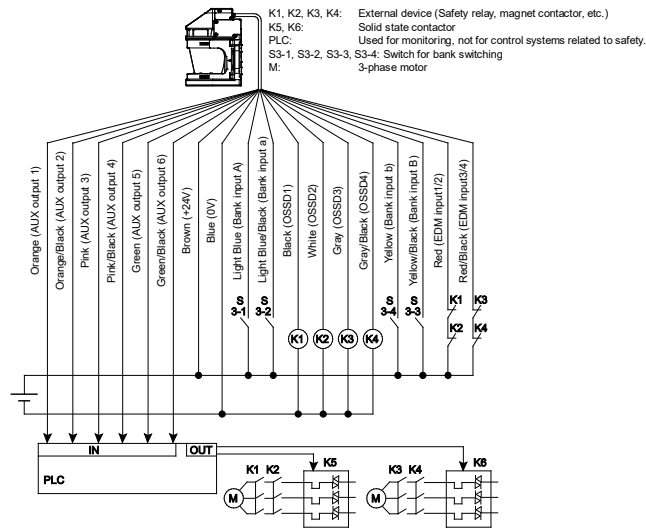 K1, K2, K3, K4: External device (Safety relay, magnet contactor, etc.)
K5, K6: Solid state contactor
PLC: Used for monitoring, not for control systems related to safety.
S3-1, S3-2, S3-3, S3-4: Switch for bank switching
M: 3-phase motor
Orange (AUX output 1)
Orange/Black (AUX output 2)
Pink (AUX output 3)
Pink/Black (AUX output 4)
Green (AUX output 5)
Green/Black (AUX output 6)
Brown (+24V)
Blue (0V)
Light Blue (Bank input A)
Light Blue/Black (Bank input a)
Black (OSSD1)
White (OSSD2)
Gray (OSSD3)
Gray/Black (OSSD4)
Yellow (Bank input b)
Yellow/Black (Bank input B)
Red (EDM input1/2)
Red/Black (EDM input3/4)
S 3-1
S 3-2
K1
K2
K3
K4
S 3-4
S 3-3
K1
K3
K2
K4
IN
OUT
PLC
K1 K2
K5
M
K3 K4
K6
M